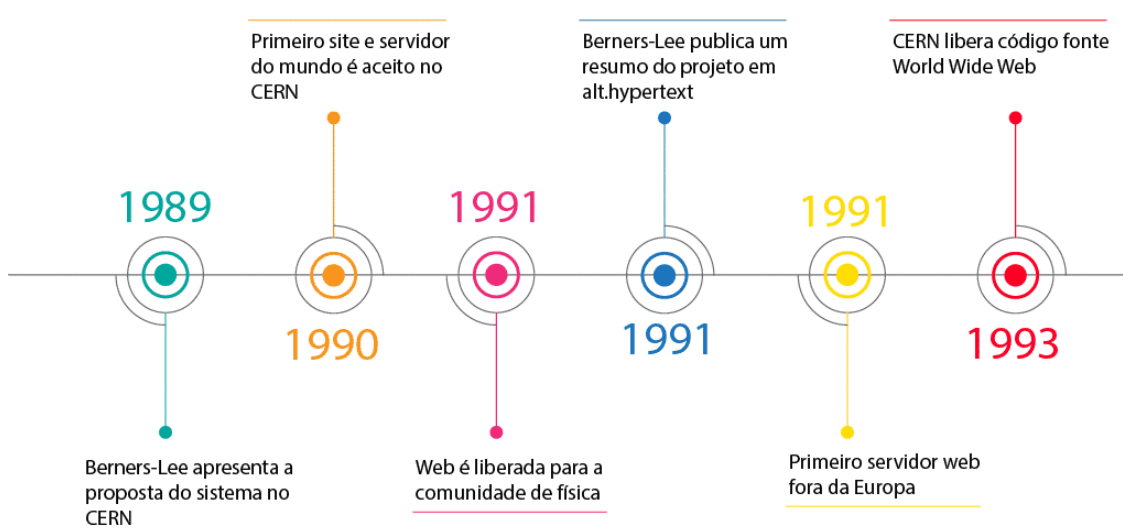 1989
Berners-Lee apresenta a
proposta do sistema no
CERN
Primeiro site e servidor
do mundo é aceito no
CERN
1990
1991
Web é liberada para a
comunidade de física
Berners-Lee publica um
resumo do projeto em
alt.hypertext
1991
1991
Primeiro servidor web
fora da Europa
CERN libera código fonte
World Wide Web
1993